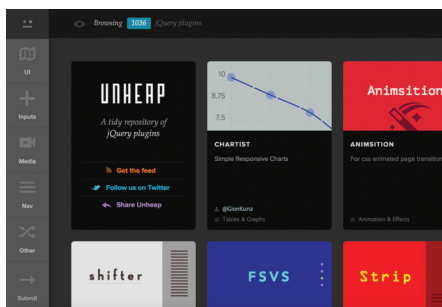 Browsing 1036 jQuery plugins
UI
Inputs
Media
Nav
Other
Submit
UNHEAP
A tidy repository of
jQuery plugins
Get the feed
Follow us on Twitter
Share Unheap
10
8.75
7.5
CHARTIST
Simple Responsive Charts
@GionKunz
Tables & Graphs
Animsition
ANIMSITION
For css animated page transition
Animation & Effects
shifter
FSVS
Strip